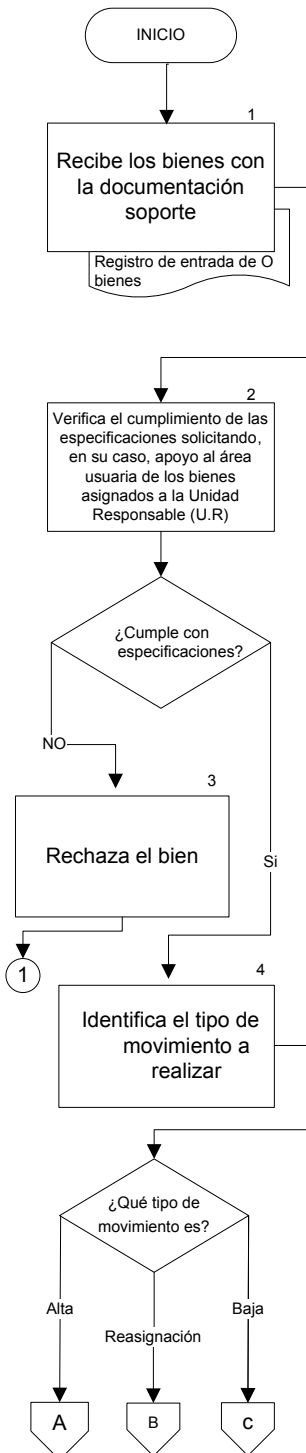 INICIO
1
Recibe los bienes con
la documentación
soporte
Registro de entrada de O
bienes
2
Verifica el cumplimiento de las
especificaciones solicitando,
en su caso, apoyo al área
usuaria de los bienes
asignados a la Unidad
Responsable (U.R)
¿Cumple con
especificaciones?
NO
3
Rechaza el bien
Si
1
4
Identifica el tipo de
movimiento a
realizar
¿Qué tipo de
movimiento es?
Alta
Reasignación
Baja
A
B
c